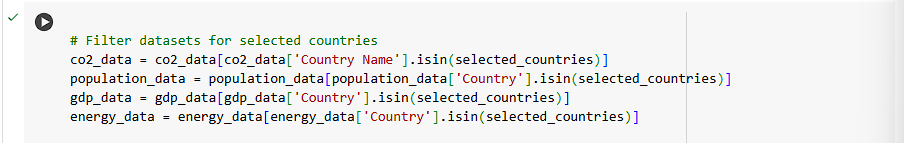 # Filter datasets for selected countries
co2_data = co2_data[co2_data['Country Name'].isin(selected_countries)]
population_data = population_data[population_data['Country'].isin(selected_countries)]
gdp_data = gdp_data[gdp_data['Country'].isin(selected_countries)]
energy_data = energy_data[energy_data['Country'].isin(selected_countries)]